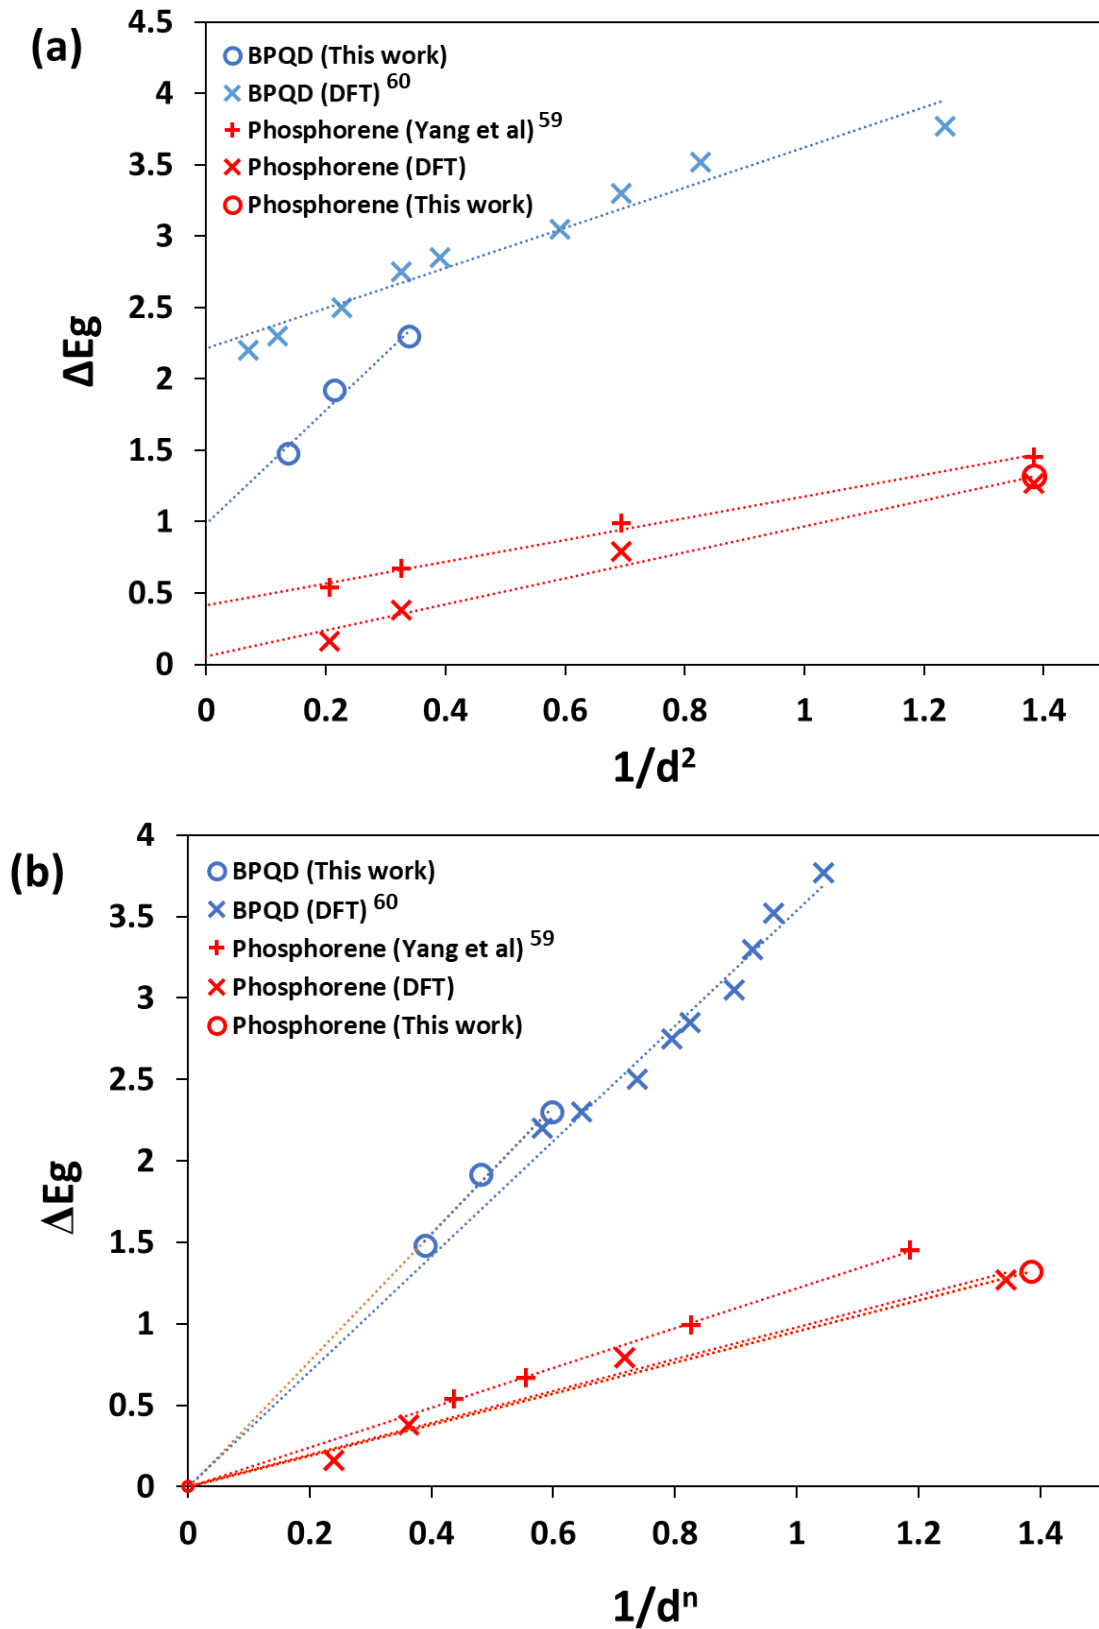 (a)
4.5
4
3.5
3
2.5
2
1.5
1
0.5
0
ΔEg
BPQD (This work)
BPQD (DFT) 60
Phosphorene (Yang et al) 59
Phosphorene (DFT)
Phosphorene (This work)
0 0.2 0.4 0.6 0.8 1 1.2 1.4
1/d²
(b)
4
3.5
3
2.5
2
1.5
1
0.5
0
ΔEg
BPQD (This work)
BPQD (DFT) 60
Phosphorene (Yang et al) 59
Phosphorene (DFT)
Phosphorene (This work)
0 0.2 0.4 0.6 0.8 1 1.2 1.4
1/dⁿ